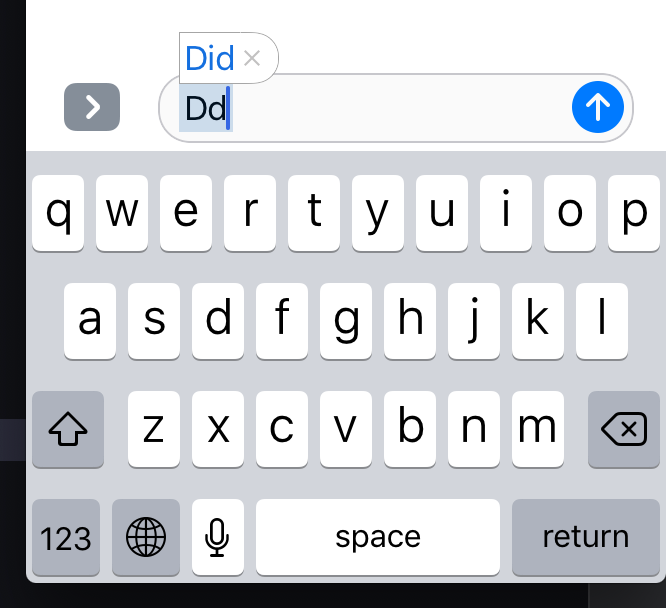 Did
Dd
q w e r t y u i o p
a s d f g h j k l
z x c v b n m
123 space return